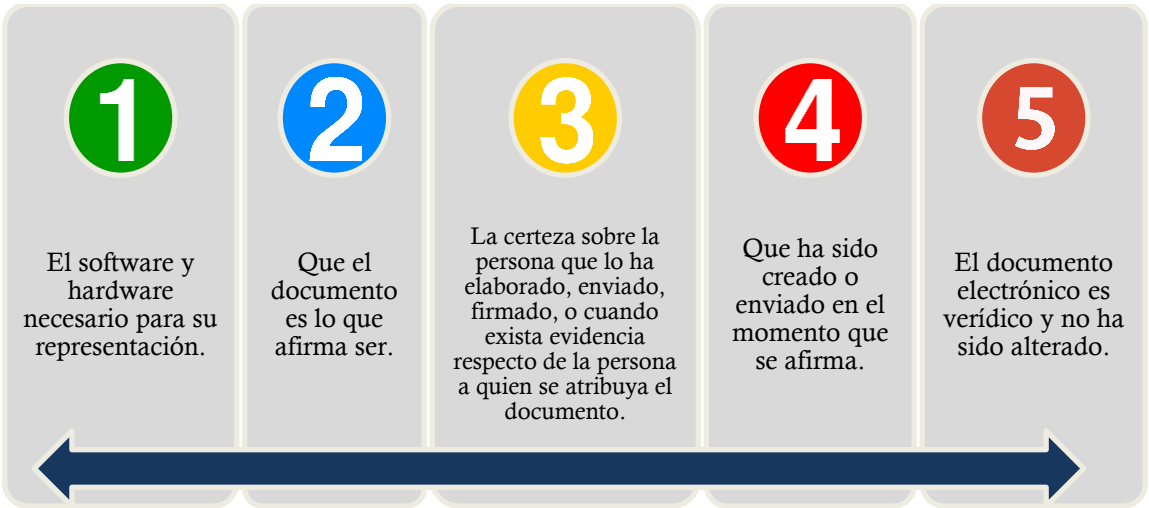 1
El software y
hardware
necesario para su
representación.
2
Que el
documento
es lo que
afirma ser.
3
La certeza sobre la
persona que lo ha
elaborado, enviado,
firmado, o cuando
exista evidencia
respecto de la persona
a quien se atribuya el
documento.
4
Que ha sido
creado o
enviado en el
momento que
se afirma.
5
El documento
electrónico es
verídico y no ha
sido alterado.